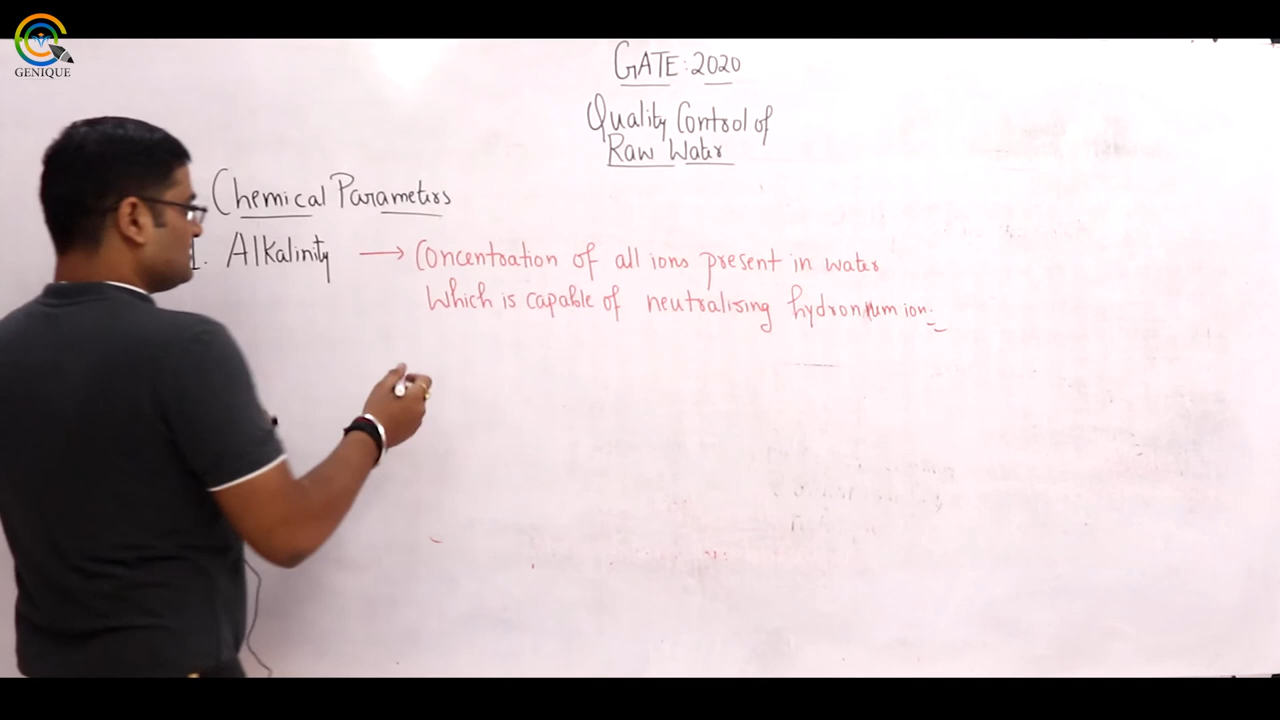 GENIQUE
GATE: 2020
Quality Control of
Raw Water
Chemical Parameters
1. Alkalinity → Concentration of all ions present in water
Which is capable of neutralising hydronium ion.